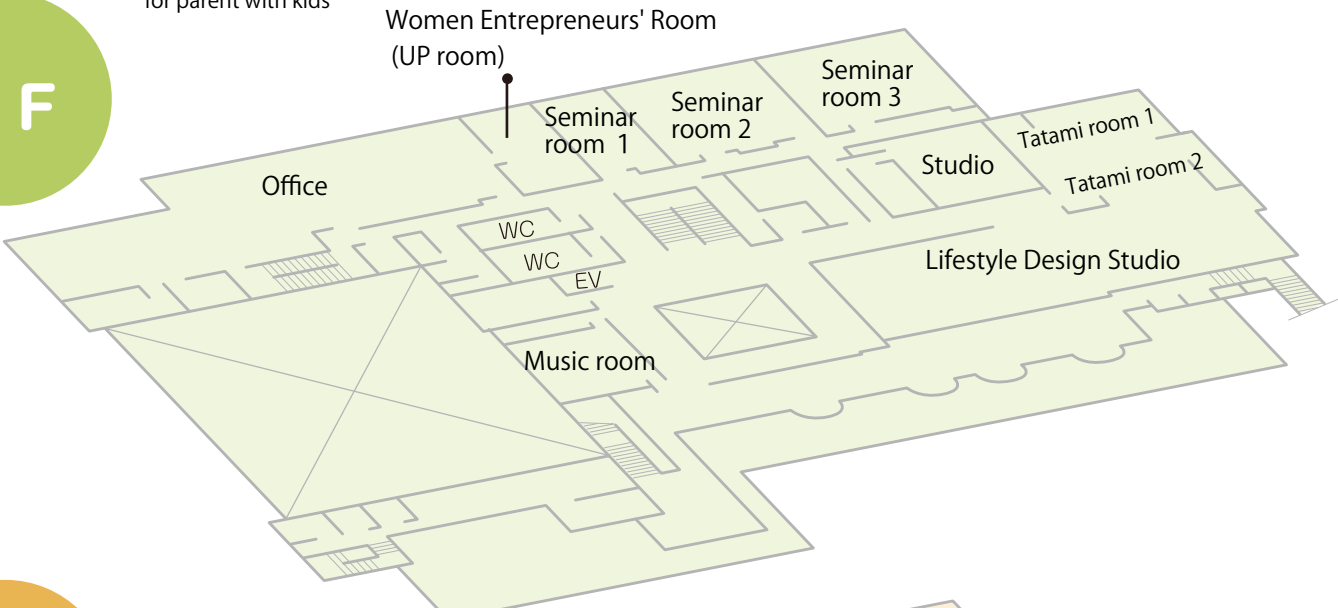 for parent with kids
Women Entrepreneurs' Room
(UP room)
F
Seminar
room 3
Seminar
room 2
Seminar
room 1
Tatami room 1
Studio
Tatami room 2
Office
WC
WC
EV
Lifestyle Design Studio
Music room